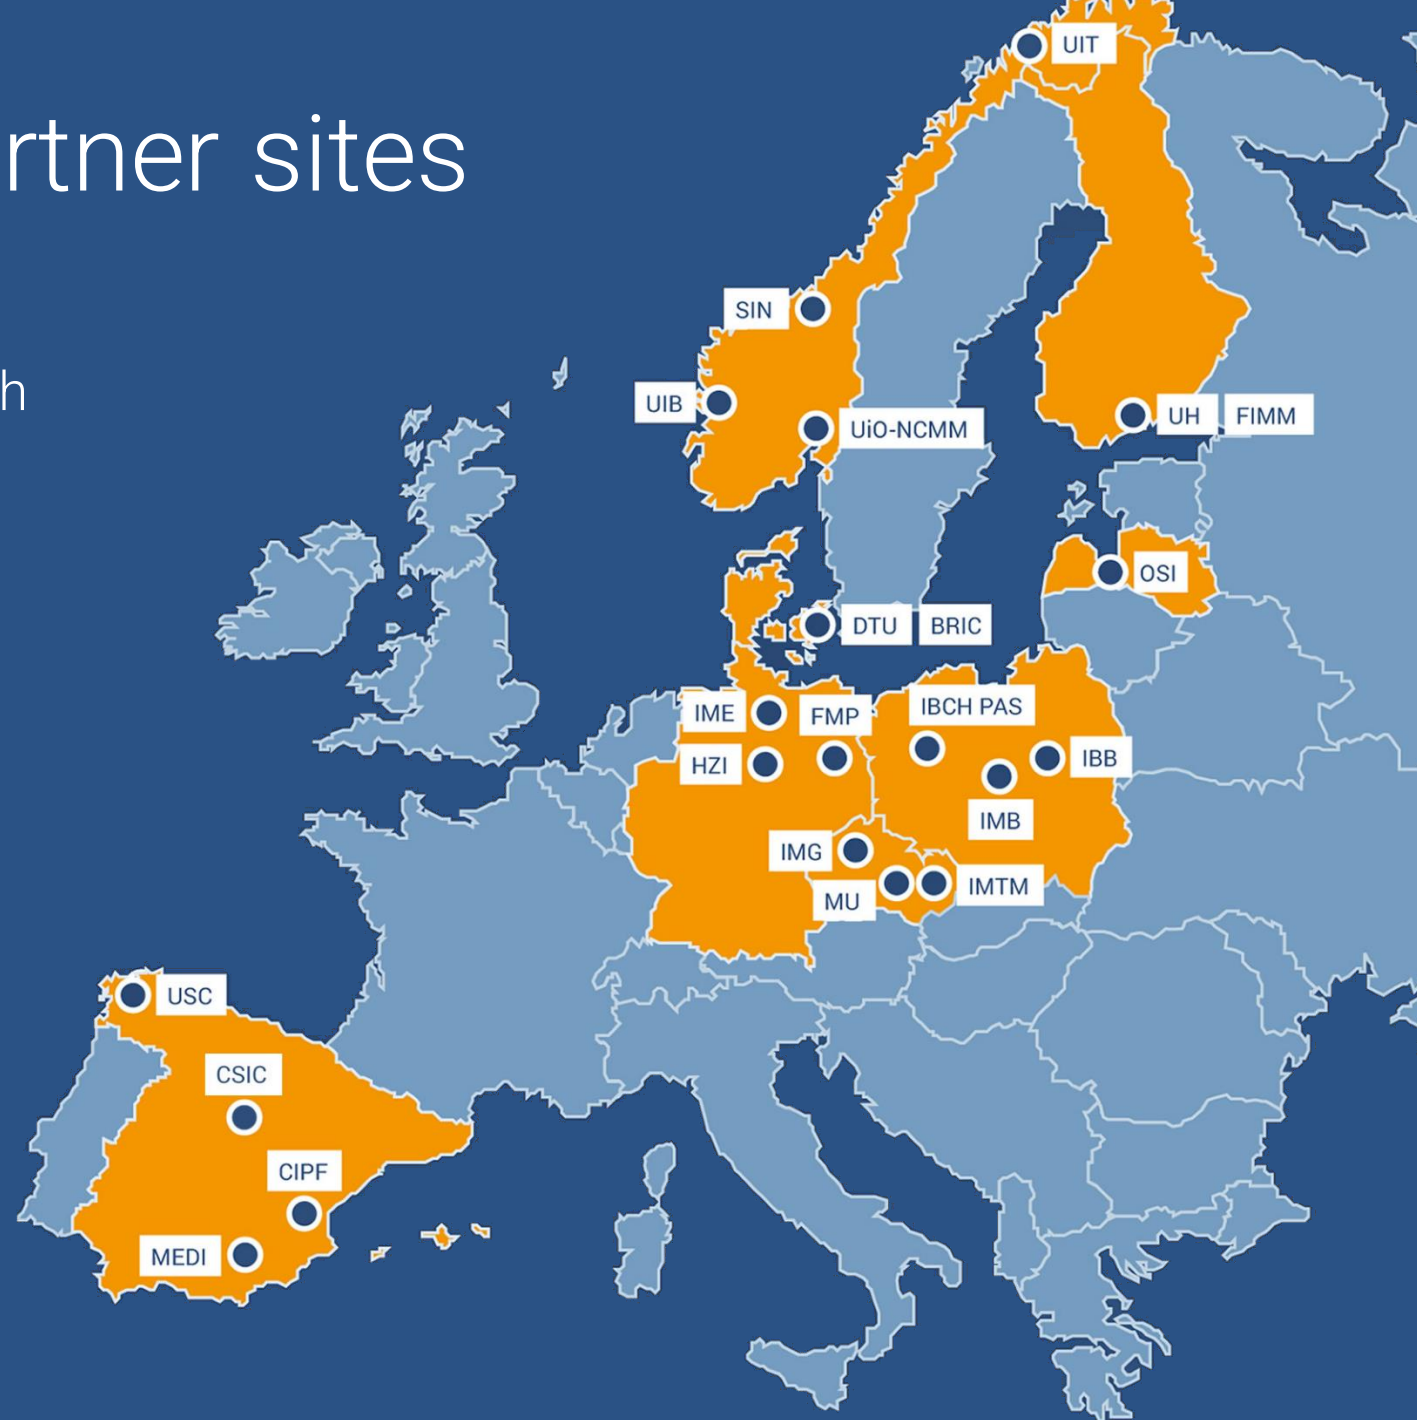 UIT
rtner sites
SIN
h
UIB
UiO-NCMM
UH FIMM
OSI
DTU BRIC
IME
FMP
IBCH PAS
HZI
IBB
IMB
IMG
MU
IMTM
USC
CSIC
CIPF
MEDI